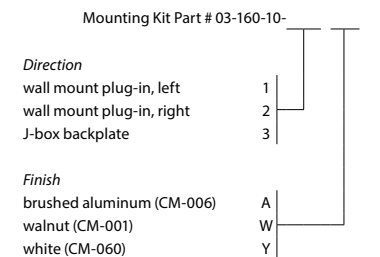 Mounting Kit Part # 03-160-10-
Direction
wall mount plug-in, left 1
wall mount plug-in, right 2
J-box backplate 3
Finish
brushed aluminum (CM-006) A
walnut (CM-001) W
white (CM-060) Y